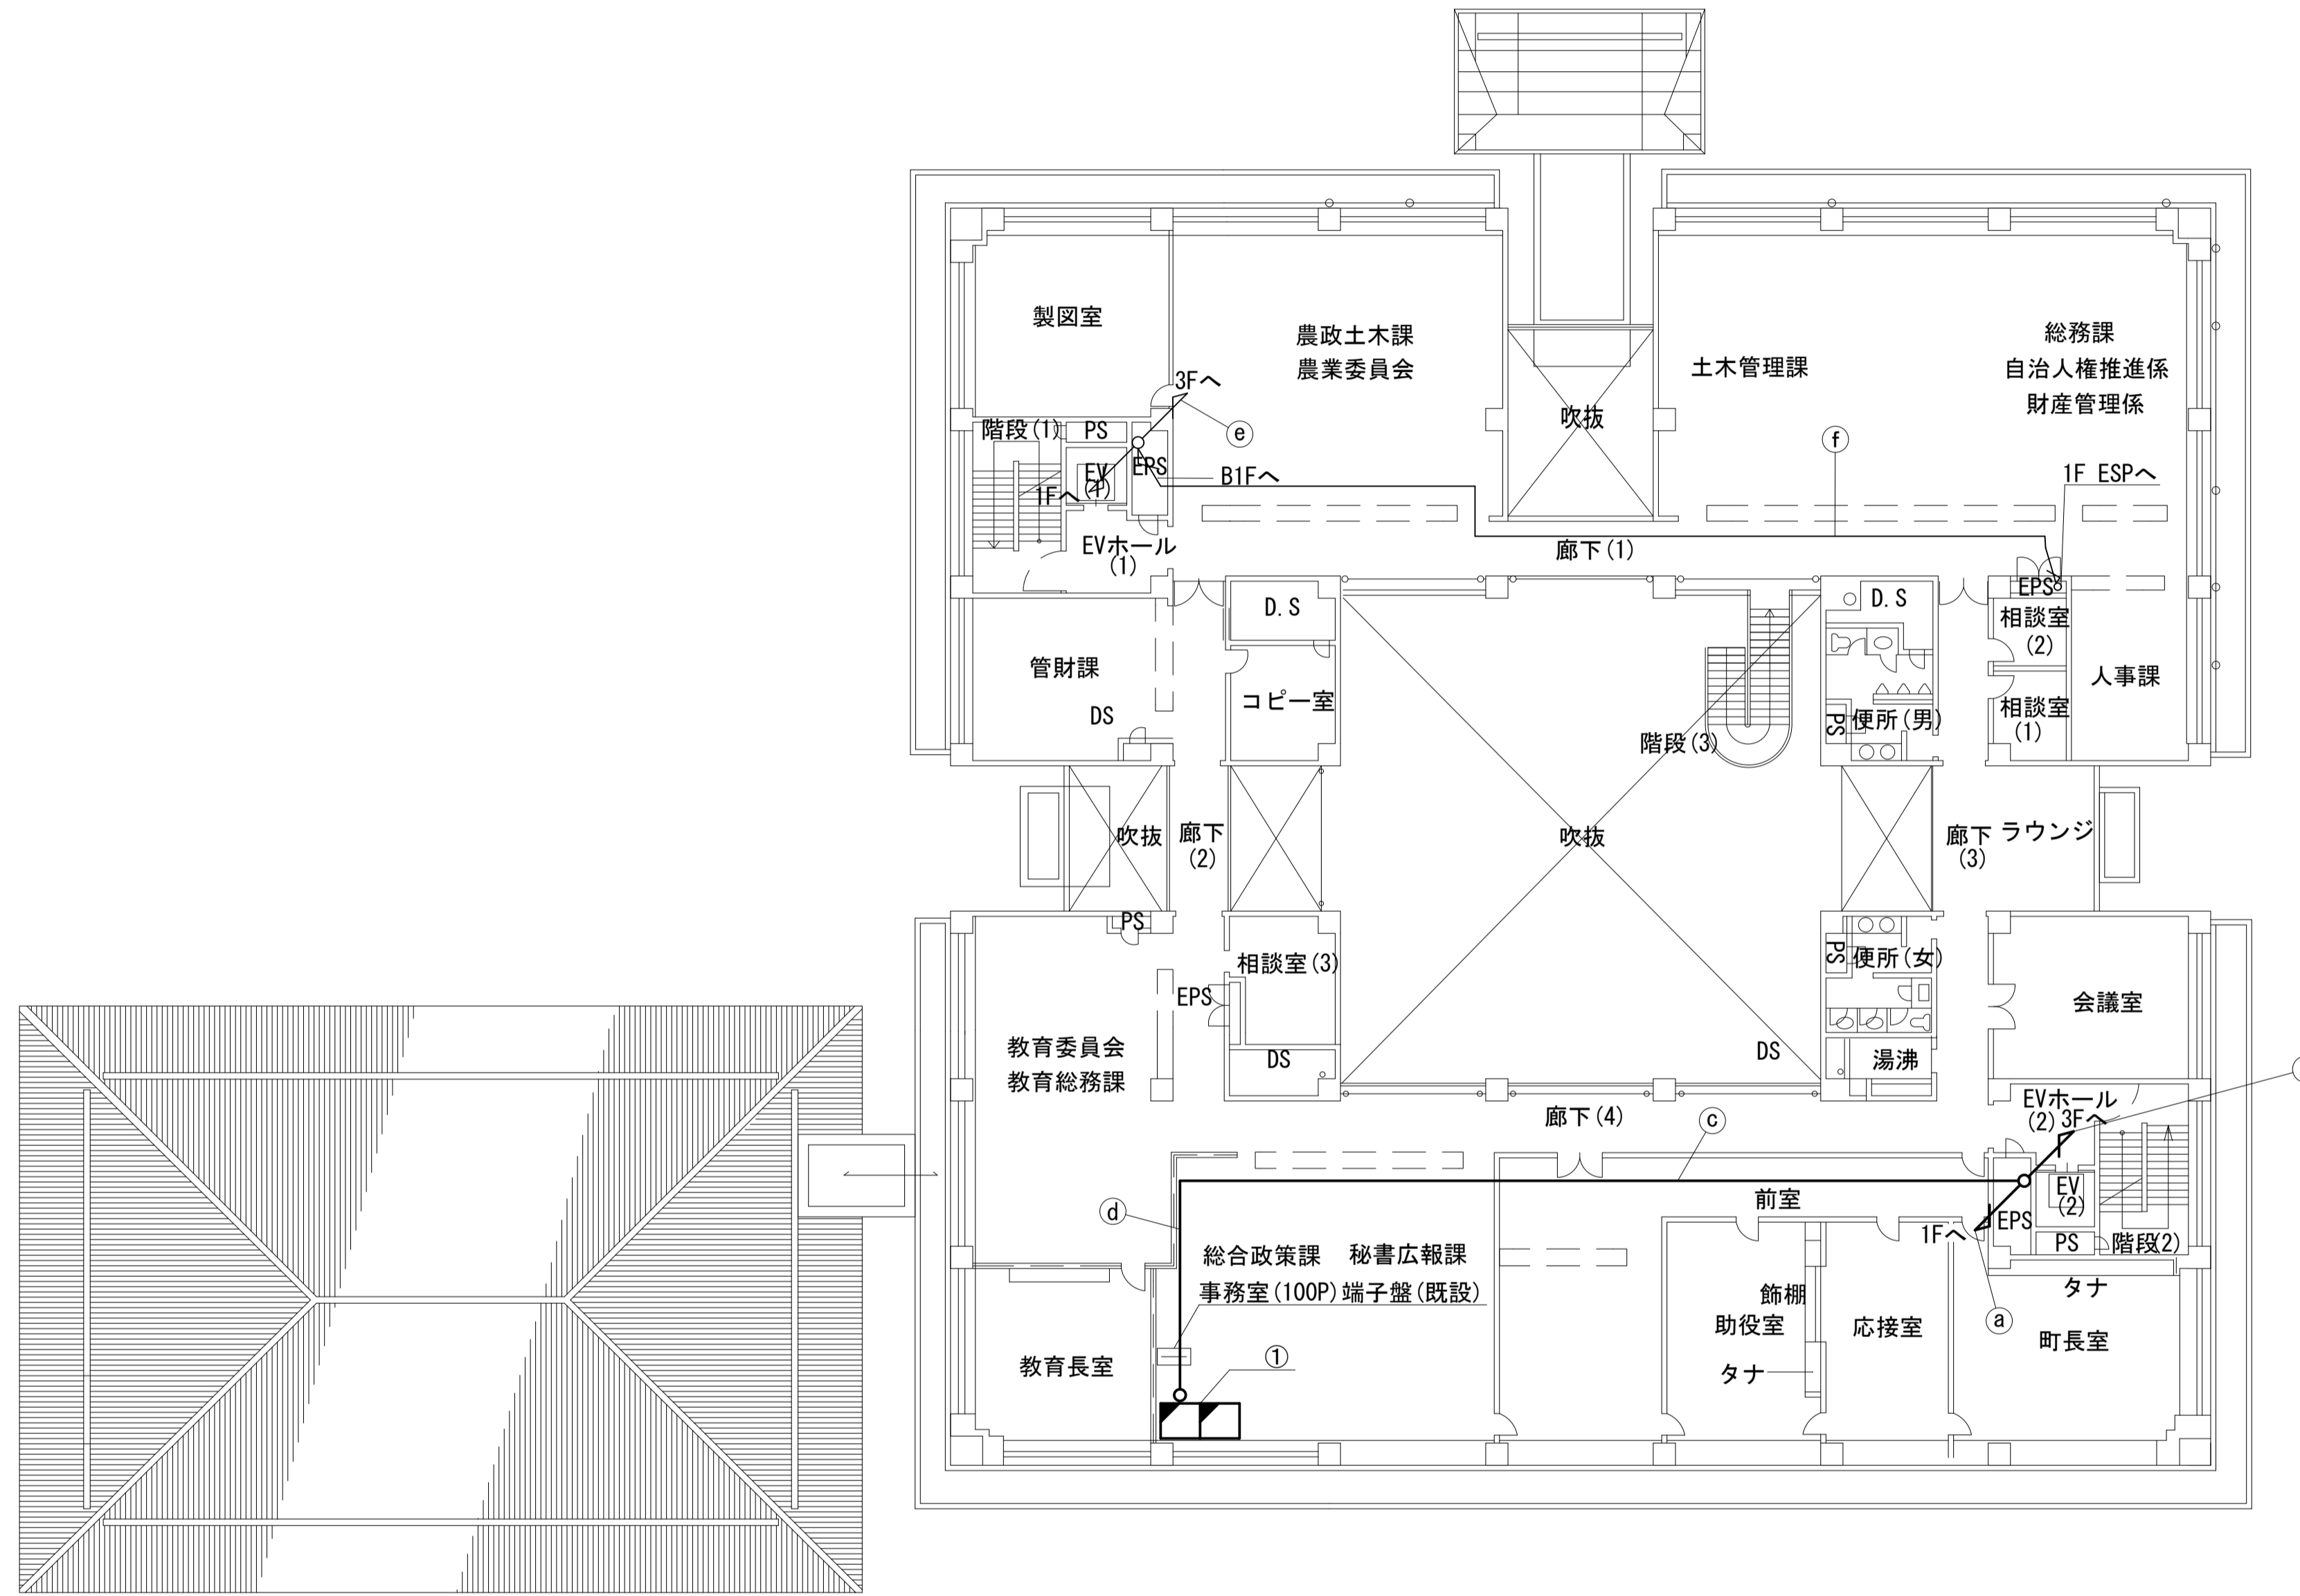 製図室
農政土木課
農業委員会
土木管理課
総務課
自治人権推進係
財産管理係
3Fへ
吹抜
階段(1)
PS
e
f
EV
(1)
EPS
B1Fへ
1F ESPへ
1Fへ
EVホール
(1)
廊下(1)
D.S
D.S
EPS
相談室
(2)
管財課
コピー室
人事課
DS
PS
便所(男)
相談室
(1)
階段(3)
吹抜
廊下
(2)
吹抜
廊下
(3)
ラウンジ
PS
相談室(3)
PS
便所(女)
EPS
会議室
教育委員会
教育総務課
DS
DS
湯沸
廊下(4)
c
EVホール
(2)
3Fへ
d
前室
EV
(2)
EPS
1Fへ
PS
階段(2)
総合政策課
秘書広報課
事務室(100P)端子盤(既設)
タナ
飾棚
助役室
応接室
a
町長室
教育長室
①
タナ